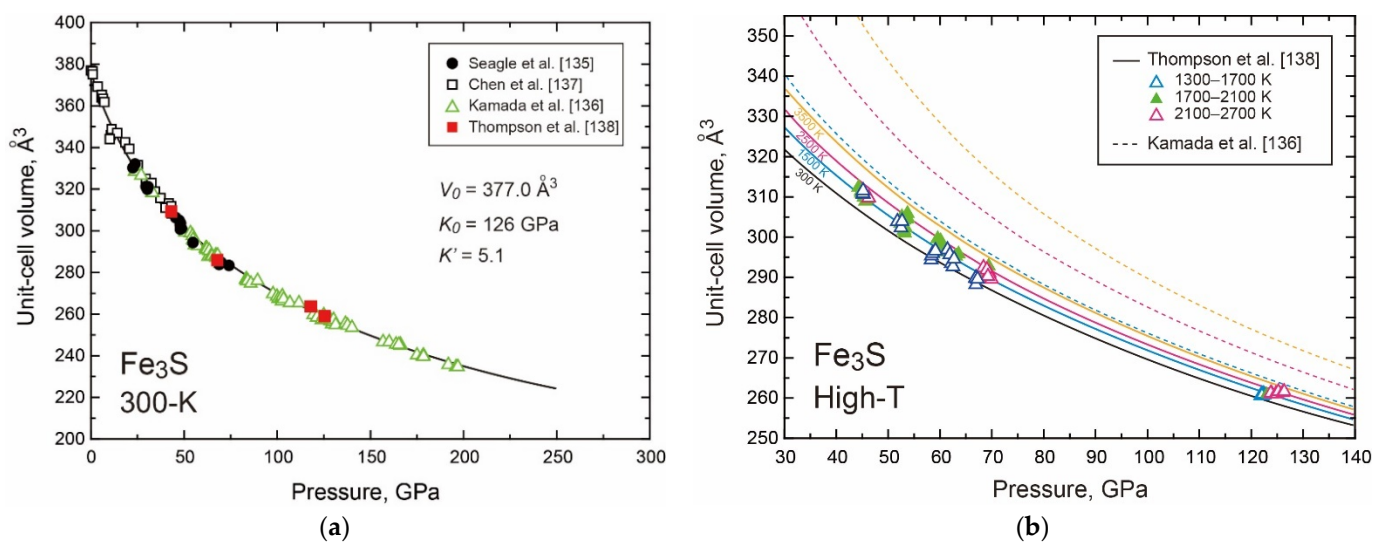 400
380
360
340
320
300
280
260
240
220
200
Unit-cell volume, Å³
Seagle et al. [135]
Chen et al. [137]
Kamada et al. [136]
Thompson et al. [138]
V₀ = 377.0 Å³
K₀ = 126 GPa
K' = 5.1
Fe₃S
300-K
0 50 100 150 200 250 300
Pressure, GPa
(a)
350
340
330
320
310
300
290
280
270
260
250
Unit-cell volume, Å³
Thompson et al. [138]
1300–1700 K
1700–2100 K
2100–2700 K
Kamada et al. [136]
3500 K
2500 K
1500 K
300 K
Fe₃S
High-T
30 40 50 60 70 80 90 100 110 120 130 140
Pressure, GPa
(b)